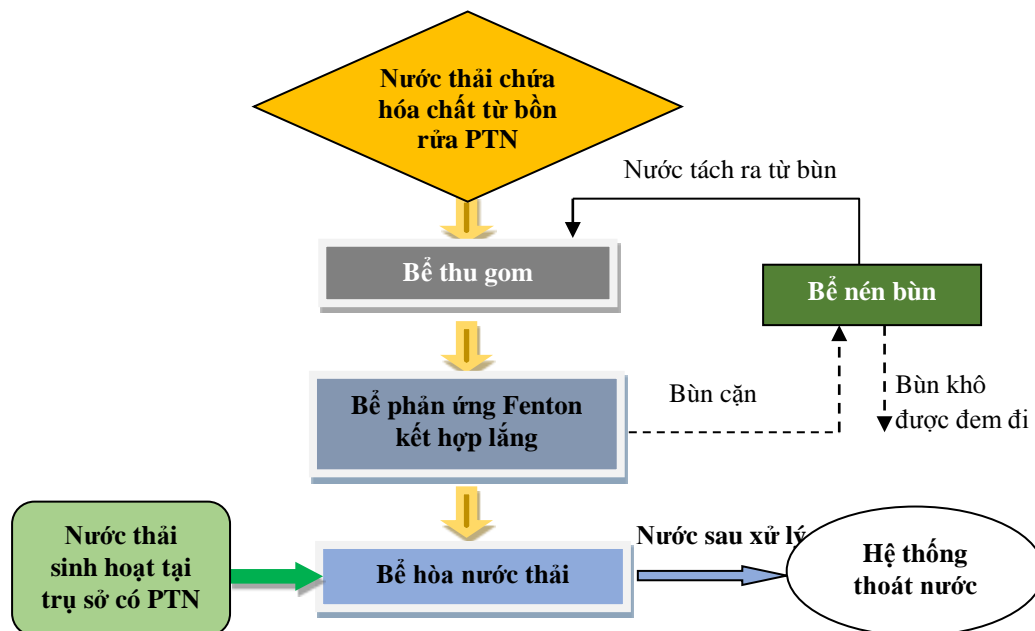 Nước thải chứa
hóa chất từ bồn
rửa PTN
Nước tách ra từ bùn
Bể thu gom
Bể nén bùn
Bể phản ứng Fenton
kết hợp lắng
Bùn cặn
Bùn khô
được đem đi
Nước thải
sinh hoạt tại
trụ sở có PTN
Bể hòa nước thải
Nước sau xử lý
Hệ thống
thoát nước